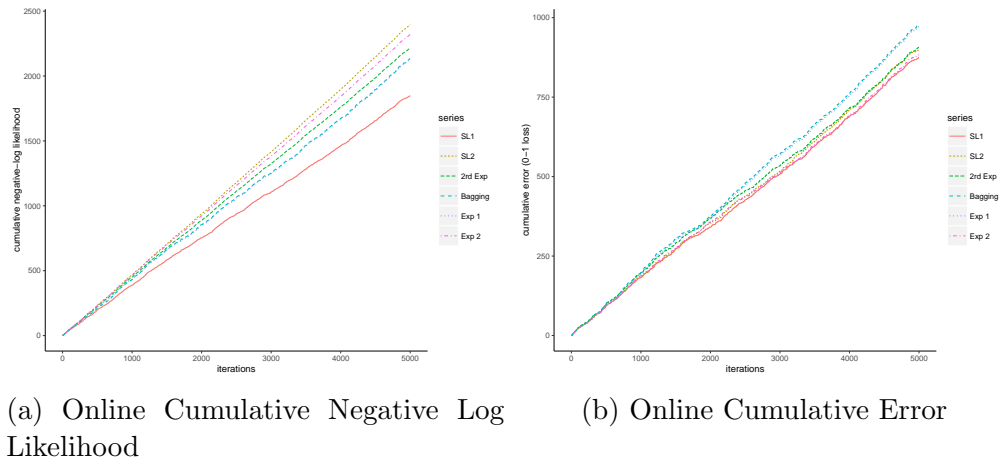 2500
2000
1500
1000
500
0
cumulative negative-log likelihood
0
1000
2000
3000
4000
5000
iterations
series
SL1
SL2
2rd Exp
Bagging
Exp 1
Exp 2
(a) Online Cumulative Negative Log
Likelihood
1000
750
500
250
0
cumulative error (0-1 loss)
0
1000
2000
3000
4000
5000
iterations
series
SL1
SL2
2rd Exp
Bagging
Exp 1
Exp 2
(b) Online Cumulative Error